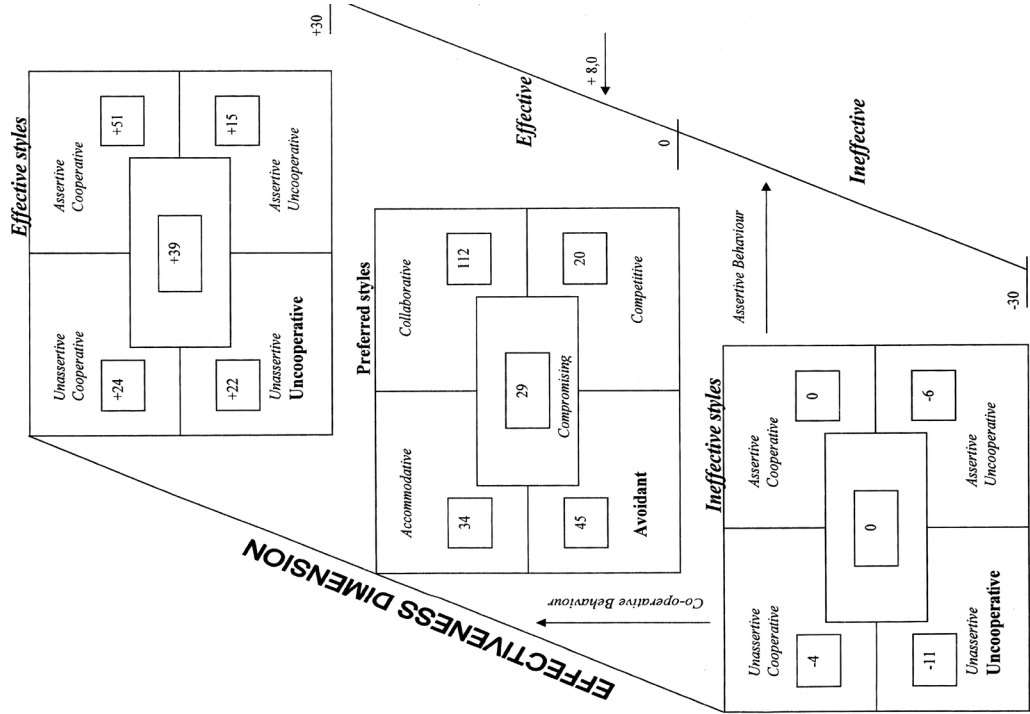 Effective styles
Unassertive
Cooperative
+24
Assertive
Cooperative
+51
+39
+22
Unassertive
Uncooperative
+15
Assertive
Uncooperative
+30
Effective
+ 8,0
0
Ineffective
-30
Preferred styles
Accommodative
34
Collaborative
112
29
Compromising
45
Avoidant
20
Competitive
EFFECTIVENESS DIMENSION
Co-operative Behaviour
Assertive Behaviour
Ineffective styles
Unassertive
Cooperative
-4
Assertive
Cooperative
0
0
-11
Unassertive
Uncooperative
-6
Assertive
Uncooperative